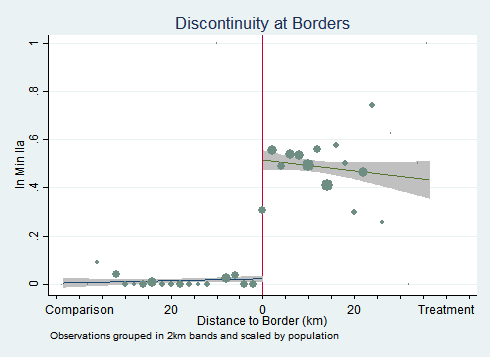 Discontinuity at Borders
1
.8
.6
.4
.2
0
In Min IIa
Comparison 20 0 20 Treatment
Distance to Border (km)
Observations grouped in 2km bands and scaled by population